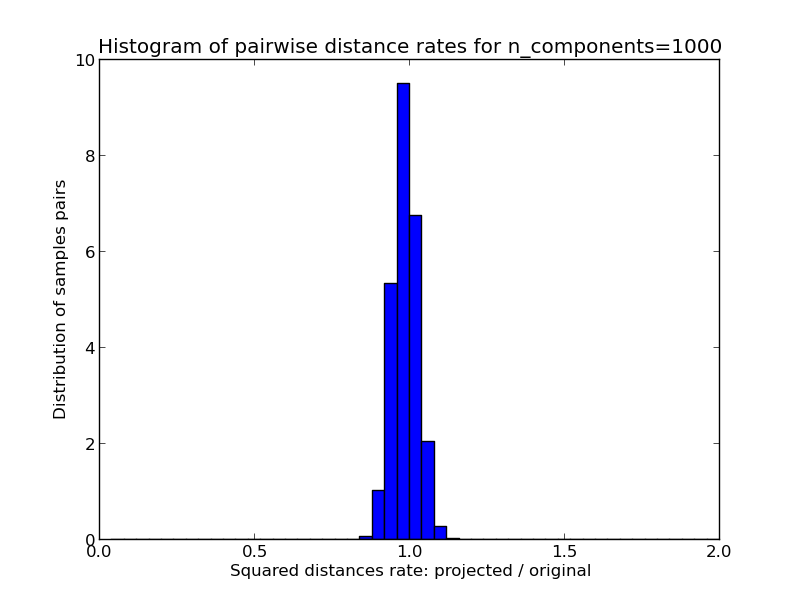 Histogram of pairwise distance rates for n_components=1000
10
8
6
4
2
0
Distribution of samples pairs
0.0 0.5 1.0 1.5 2.0
Squared distances rate: projected / original